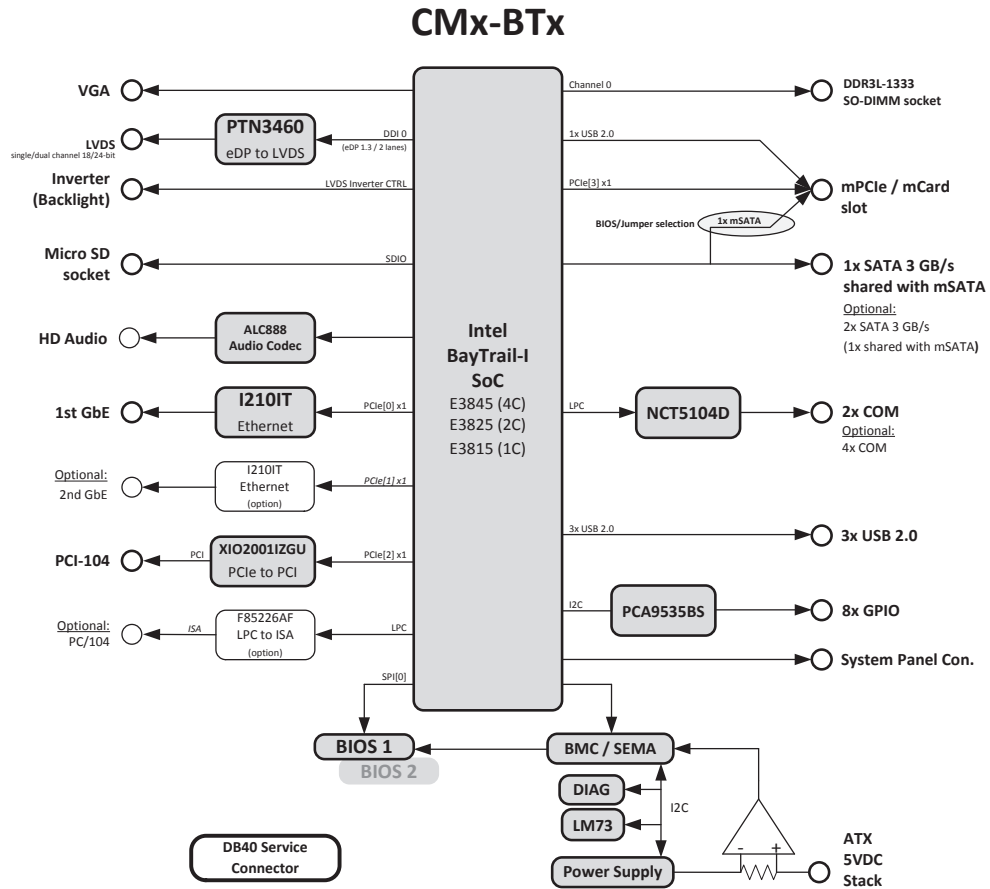 CMx-BTx
VGA
PTN3460
eDP to LVDS
DDI 0
(eDP 1.3 / 2 lanes)
LVDS
single/dual channel 18/24-bit
Inverter
(Backlight)
LVDS Inverter CTRL
Micro SD
socket
SDIO
HD Audio
ALC888
Audio Codec
1st GbE
I210IT
Ethernet
PCIe[0] x1
Optional:
2nd GbE
I210IT
Ethernet
(option)
PCIe[1] x1
PCI-104
PCI
XIO2001IZGU
PCIe to PCI
PCIe[2] x1
Optional:
PC/104
ISA
F85226AF
LPC to ISA
(option)
LPC
SPI[0]
Intel
BayTrail-I
SoC
E3845 (4C)
E3825 (2C)
E3815 (1C)
Channel 0
DDR3L-1333
SO-DIMM socket
1x USB 2.0
PCIe[3] x1
mPCIe / mCard
slot
BIOS/Jumper selection
1x mSATA
1x SATA 3 GB/s
shared with mSATA
Optional:
2x SATA 3 GB/s
(1x shared with mSATA)
LPC
NCT5104D
2x COM
Optional:
4x COM
3x USB 2.0
3x USB 2.0
I2C
PCA9535BS
8x GPIO
System Panel Con.
BIOS 1
BIOS 2
BMC / SEMA
DIAG
I2C
LM73
Power Supply
- +
ATX
5VDC
Stack
DB40 Service
Connector